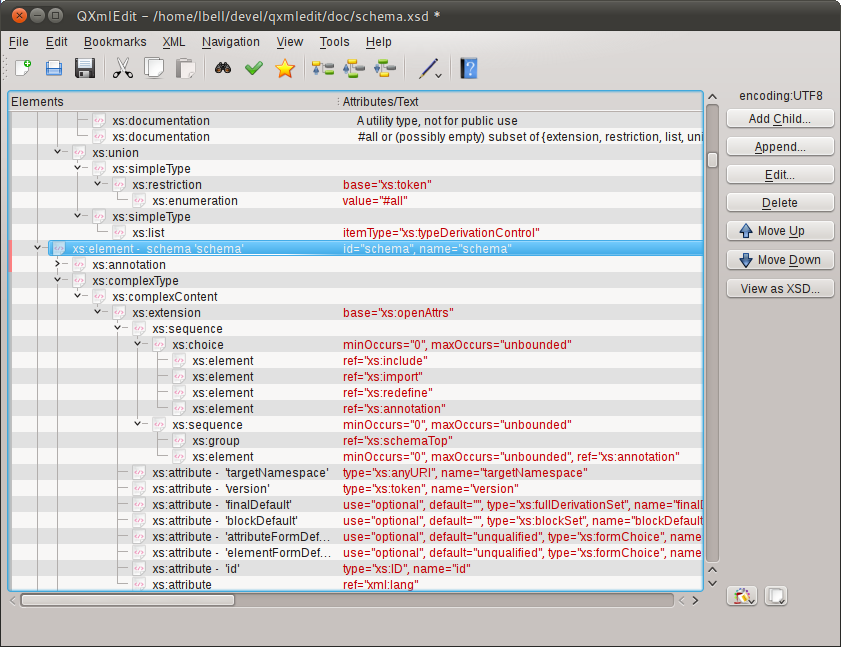 QXmlEdit – /home/lbell/devel/qxmledit/doc/schema.xsd *
File Edit Bookmarks XML Navigation View Tools Help
Elements Attributes/Text
xs:documentation A utility type, not for public use
xs:documentation #all or (possibly empty) subset of {extension, restriction, list, uni
xs:union
xs:simpleType
xs:restriction base="xs:token"
xs:enumeration value="#all"
xs:simpleType
xs:list itemType="xs:typeDerivationControl"
xs:element - schema 'schema' id="schema", name="schema"
xs:annotation
xs:complexType
xs:complexContent
xs:extension base="xs:openAttrs"
xs:sequence
xs:choice minOccurs="0", maxOccurs="unbounded"
xs:element ref="xs:include"
xs:element ref="xs:import"
xs:element ref="xs:redefine"
xs:element ref="xs:annotation"
xs:sequence minOccurs="0", maxOccurs="unbounded"
xs:group ref="xs:schemaTop"
xs:element minOccurs="0", maxOccurs="unbounded", ref="xs:annotation"
xs:attribute - 'targetNamespace' type="xs:anyURI", name="targetNamespace"
xs:attribute - 'version' type="xs:token", name="version"
xs:attribute - 'finalDefault' use="optional", default="", type="xs:fullDerivationSet", name="finalD
xs:attribute - 'blockDefault' use="optional", default="", type="xs:blockSet", name="blockDefault
xs:attribute - 'attributeFormDef... use="optional", default="unqualified", type="xs:formChoice", name
xs:attribute - 'elementFormDef... use="optional", default="unqualified", type="xs:formChoice", name
xs:attribute - 'id' type="xs:ID", name="id"
xs:attribute ref="xml:lang"
encoding:UTF8
Add Child...
Append...
Edit...
Delete
Move Up
Move Down
View as XSD...